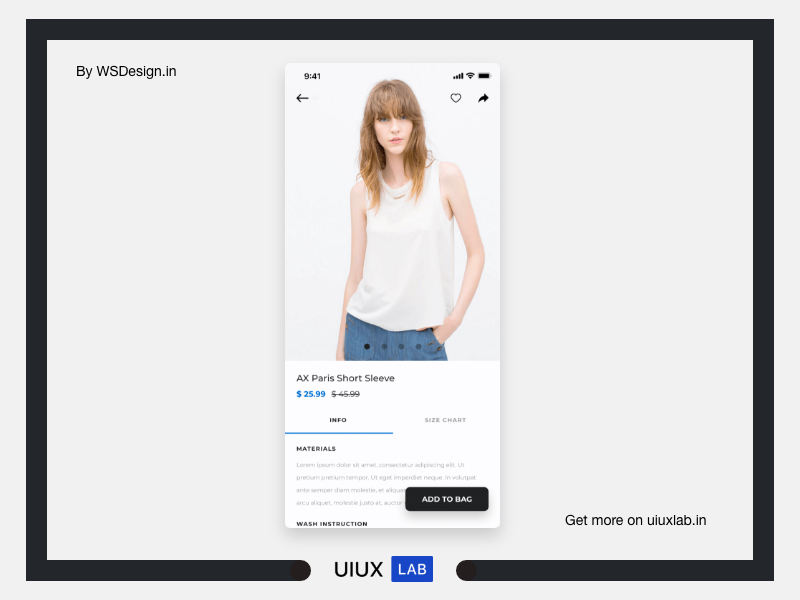 By WSDesign.in
9:41
AX Paris Short Sleeve
$ 25.99 $ 45.99
INFO SIZE CHART
MATERIALS
Lorem ipsum dolor sit amet, consectetur adipiscing elit. Ut
pretium pretium tempor. Ut eget imperdiet neque. In volutpat
ante semper diam molestie, et aliquam
arcu aliquet, molestie justo at, auctor
ADD TO BAG
WASH INSTRUCTION
Get more on uiuxlab.in
UIUX LAB